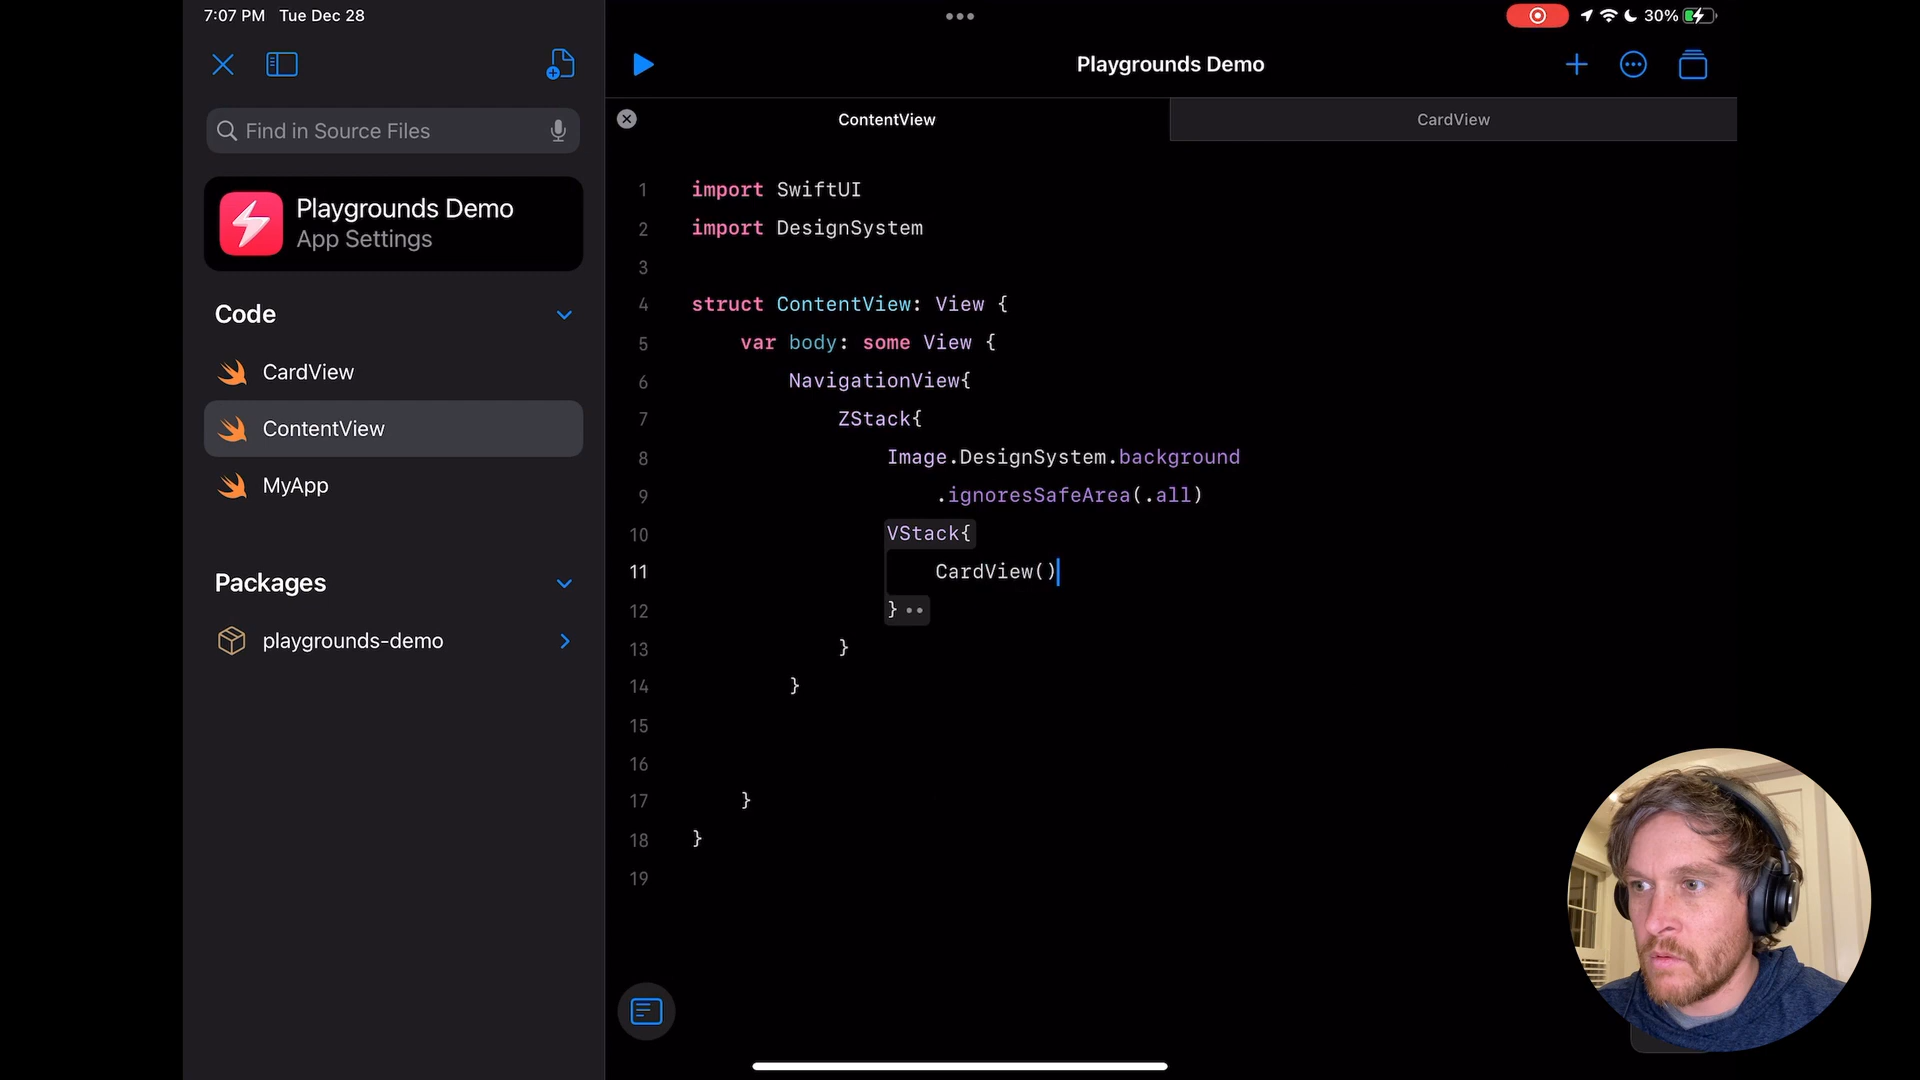 7:07 PM Tue Dec 28
30%
Playgrounds Demo
Find in Source Files
Playgrounds Demo
App Settings
Code
CardView
ContentView
MyApp
Packages
playgrounds-demo
ContentView
CardView
1 import SwiftUI
2 import DesignSystem
3
4 struct ContentView: View {
5 var body: some View {
6 NavigationView{
7 ZStack{
8 Image.DesignSystem.background
9 .ignoresSafeArea(.all)
10 VStack{
11 CardView()
12 }
13 }
14 }
15
16
17 }
18 }
19